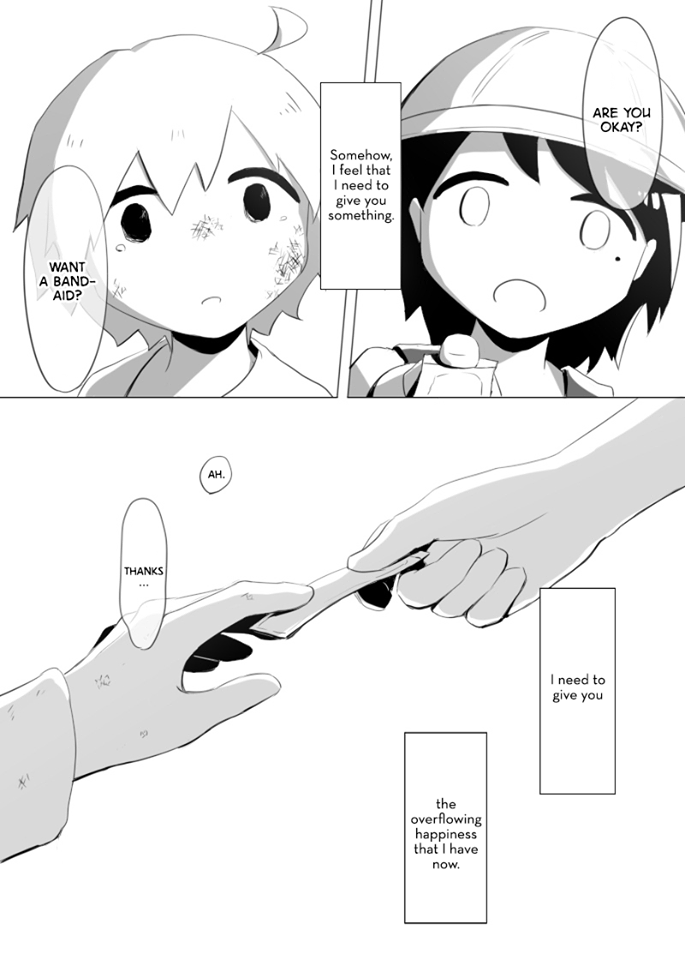 ARE YOU
OKAY?
Somehow,
I feel that
I need to
give you
something.
WANT
A BAND-
AID?
AH.
THANKS
...
I need to
give you
the
overflowing
happiness
that I have
now.